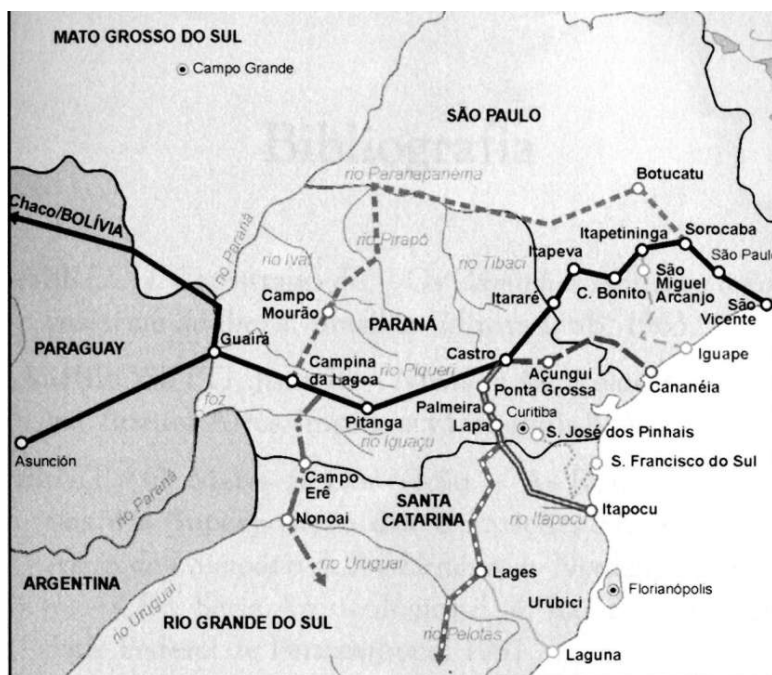 MATO GROSSO DO SUL
Campo Grande
SÃO PAULO
Bibliografia
rio Paranapanema
Botucatu
Chaco/BOLÍVIA
rio Paraná
rio Pirapó
Itapetininga
Sorocaba
rio Ivaí
rio Tibaci
Itapeva
São Paulo
São
Miguel
Arcanjo
C. Bonito
Campo
Mourão
Itararé
São
Vicente
PARANÁ
PARAGUAY
Guairá
Castro
Iguape
Campina
da Lagoa
rio Piqueri
Açungui
Ponta Grossa
Cananéia
foz
Pitanga
Palmeira
Curitiba
Lapa
S. José dos Pinhais
Asunción
rio Iguaçu
S. Francisco do Sul
Campo
Erê
rio Paraná
SANTA
CATARINA
Itapocu
rio Itapocu
Nonoai
rio Uruguai
ARGENTINA
Lages
Florianópolis
Urubici
rio Uruguai
RIO GRANDE DO SUL
rio Pelotas
Laguna